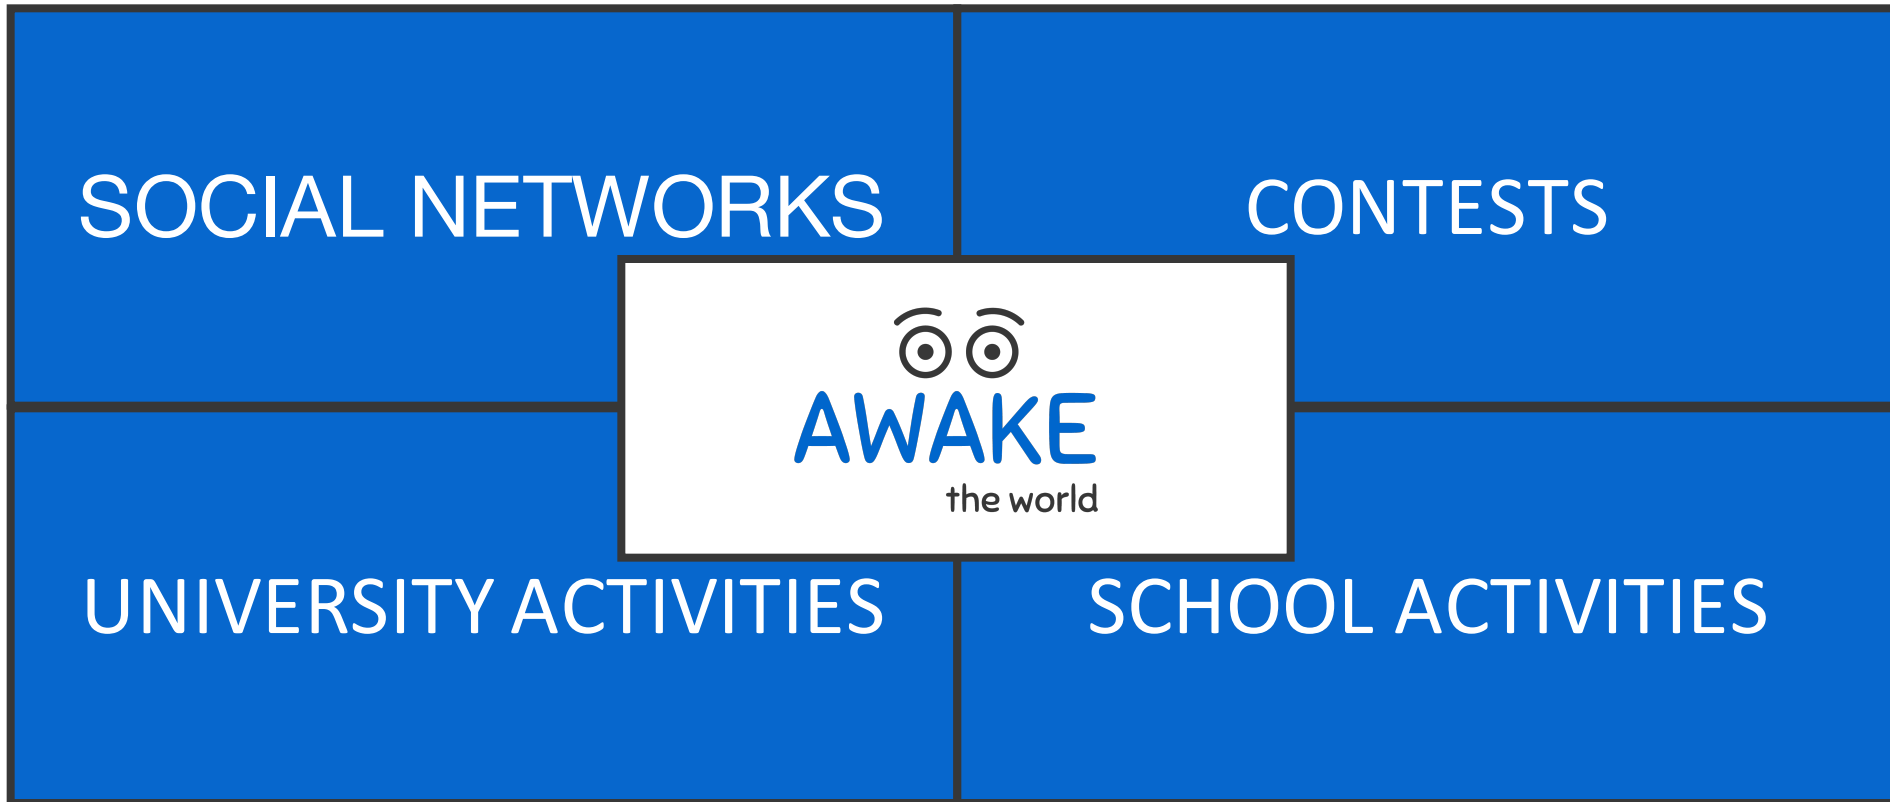 SOCIAL NETWORKS
CONTESTS
AWAKE
the world
UNIVERSITY ACTIVITIES
SCHOOL ACTIVITIES